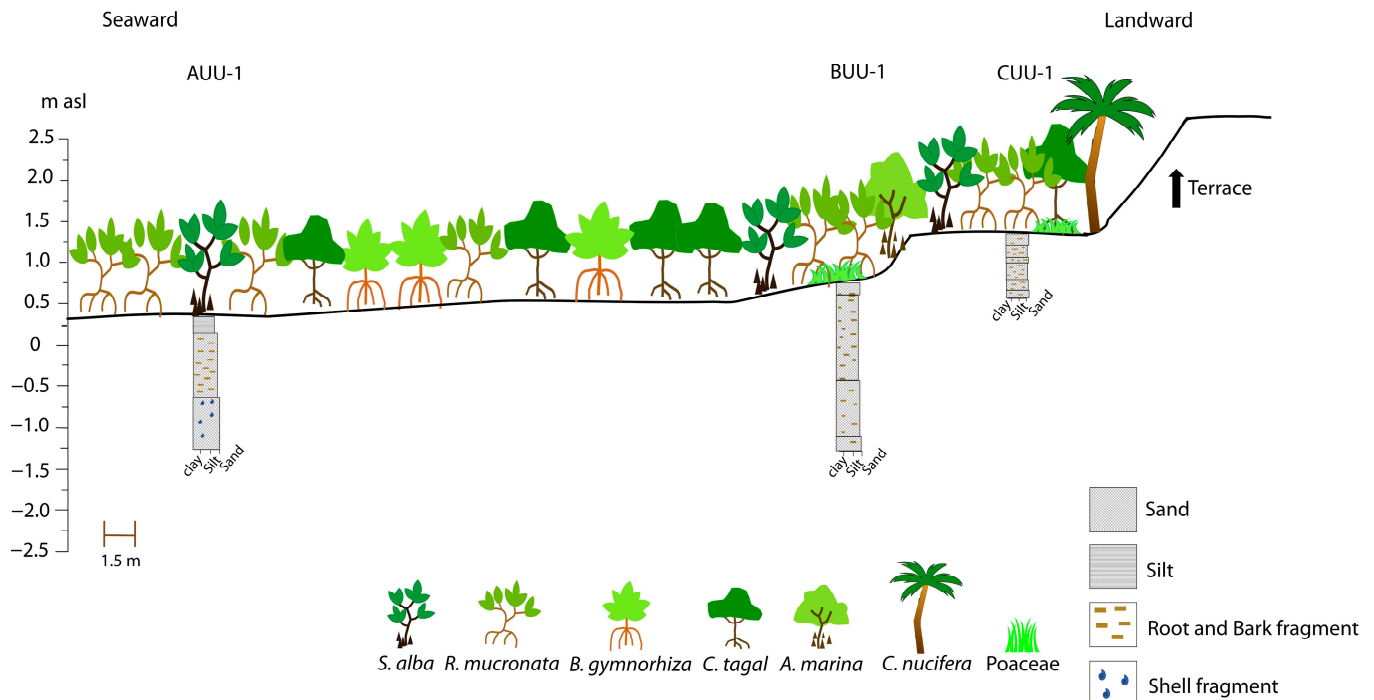 Seaward
Landward
AUU-1
BUU-1
CUU-1
m asl
2.5
2.0
1.5
1.0
0.5
0
−0.5
−1.0
−1.5
−2.0
−2.5
Terrace
clay Silt Sand
clay Silt Sand
clay Silt Sand
1.5 m
Sand
Silt
Root and Bark fragment
Shell fragment
S. alba R. mucronata B. gymnorhiza C. tagal A. marina C. nucifera Poaceae